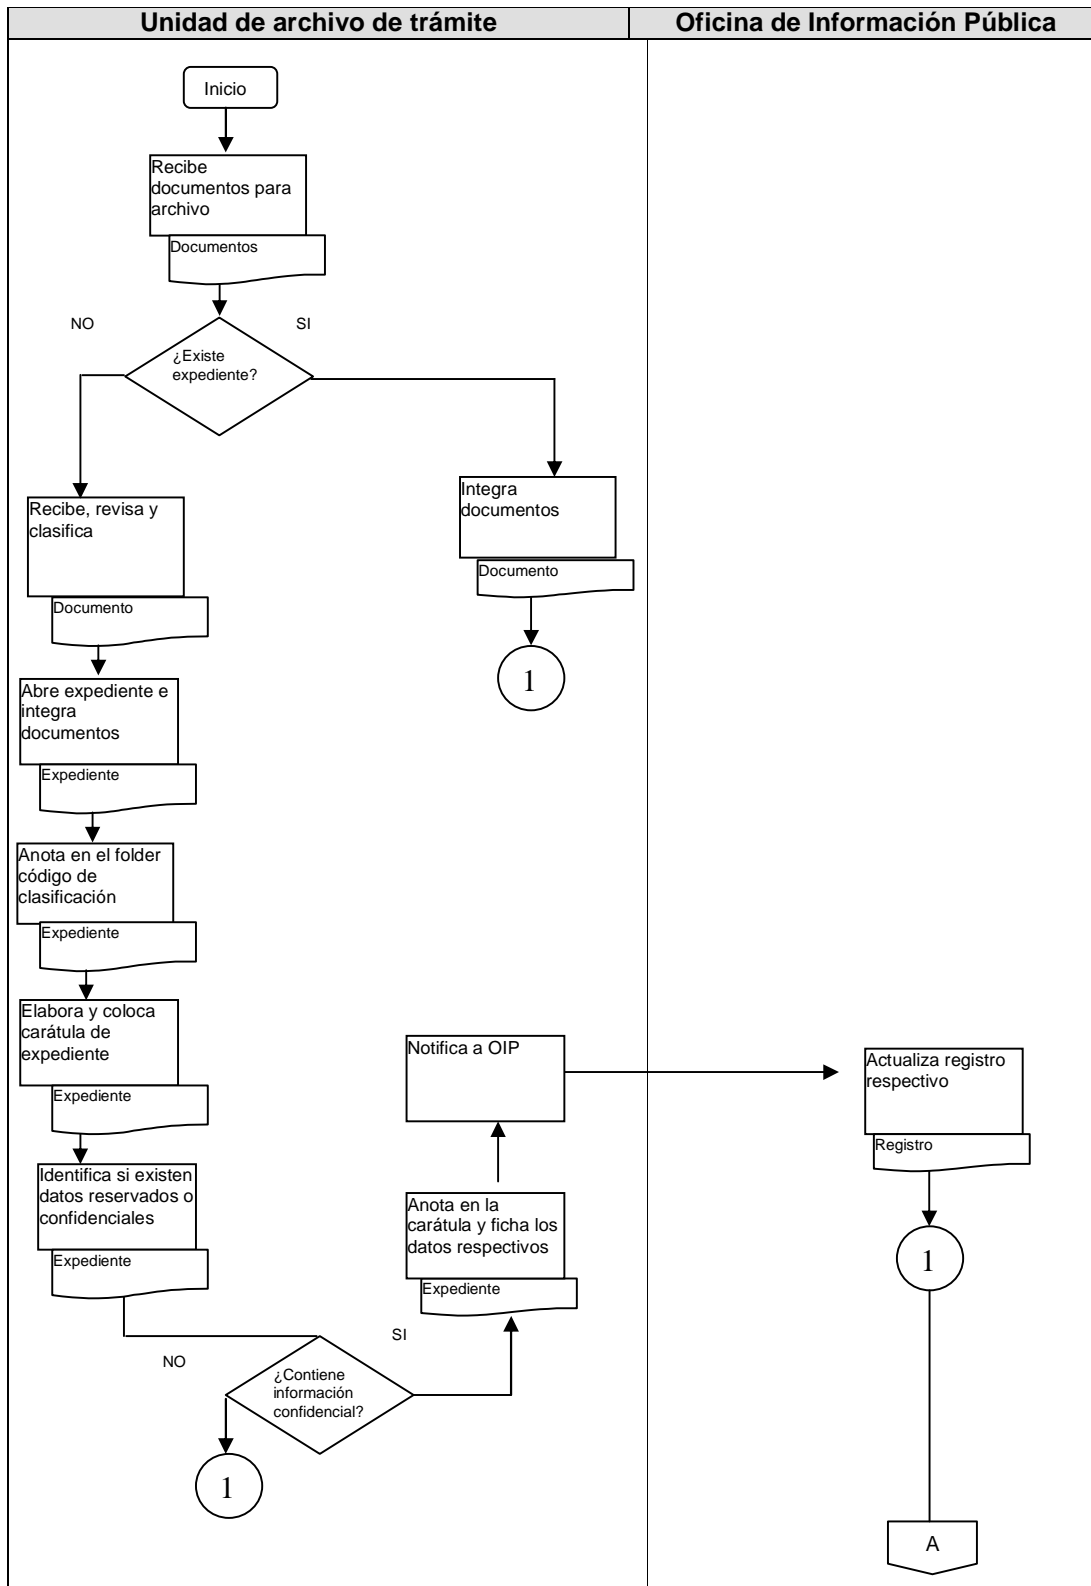 Unidad de archivo de trámite
Oficina de Información Pública
Inicio
Recibe
documentos para
archivo
Documentos
NO
SI
¿Existe
expediente?
Recibe, revisa y
clasifica
Documento
Integra
documentos
Documento
1
Abre expediente e
integra
documentos
Expediente
Anota en el folder
código de
clasificación
Expediente
Elabora y coloca
carátula de
expediente
Expediente
Identifica si existen
datos reservados o
confidenciales
Expediente
NO
SI
¿Contiene
información
confidencial?
1
Anota en la
carátula y ficha los
datos respectivos
Expediente
Notifica a OIP
Actualiza registro
respectivo
Registro
1
A